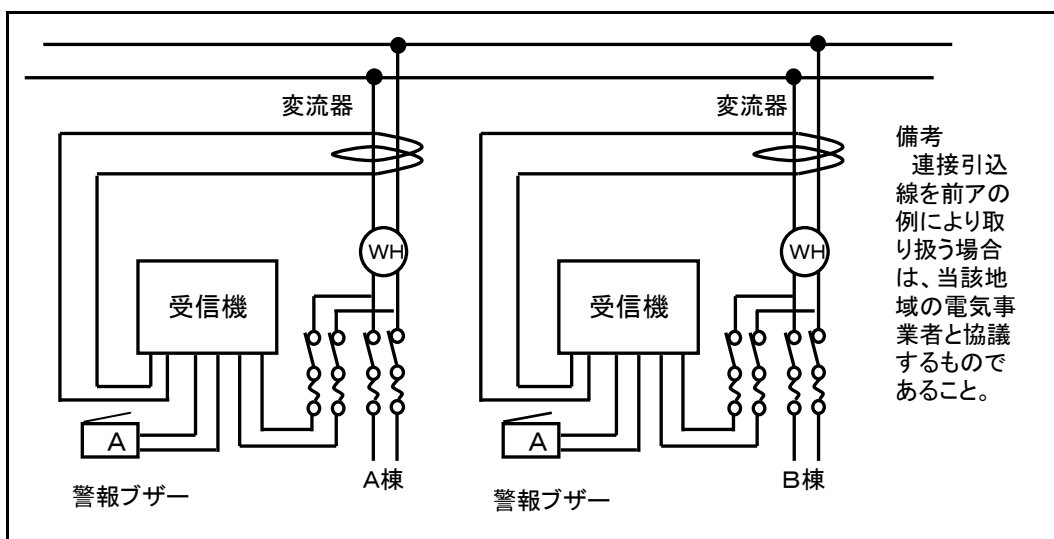 変流器
WH
受信機
A
警報ブザー
A棟
変流器
WH
受信機
A
警報ブザー
B棟
備考
連接引込
線を前アの
例により取
り扱う場合
は、当該地
域の電気事
業者と協議
するもので
あること。